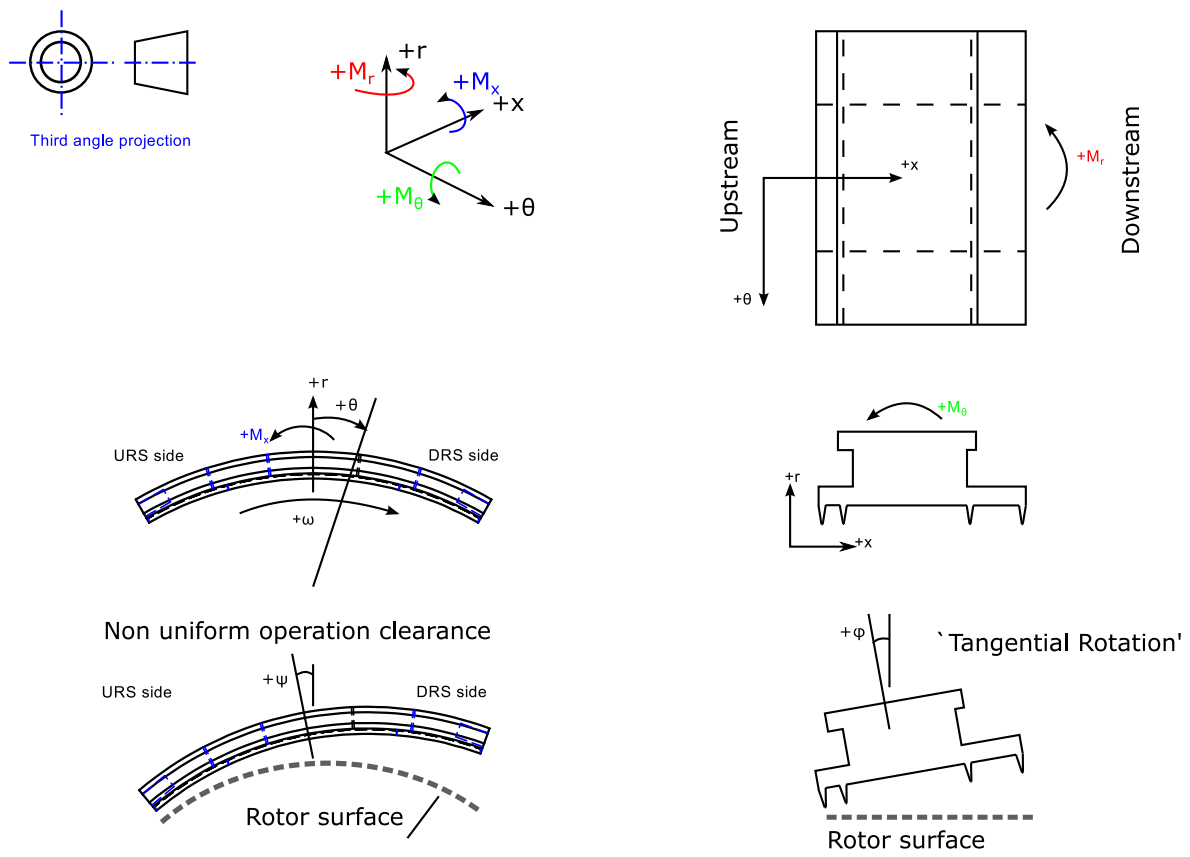 Third angle projection
+r
+Mr
+Mx
+x
+Mθ
+θ
Upstream
+x
+θ
+Mr
Downstream
+r
+θ
+Mx
URS side
DRS side
+ω
+Mθ
+r
+x
Non uniform operation clearance
+ψ
URS side
DRS side
Rotor surface
+φ
`Tangential Rotation'
Rotor surface